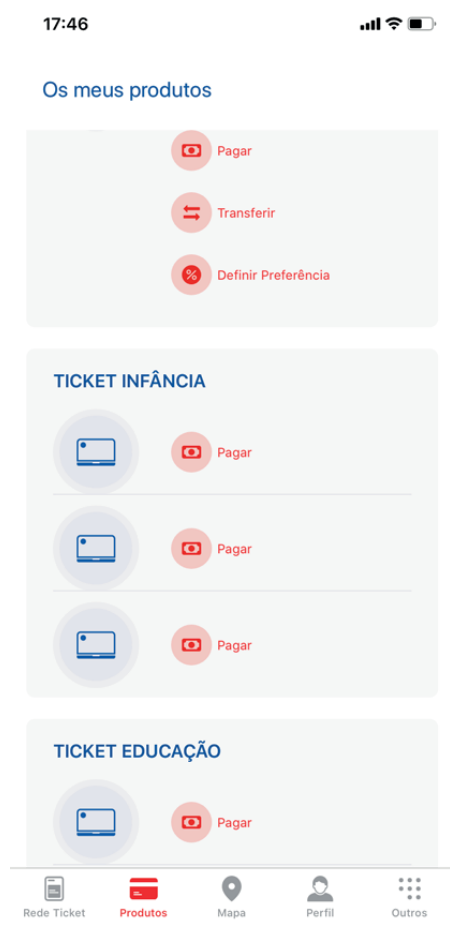 17:46
Os meus produtos
Pagar
Transferir
Definir Preferência
TICKET INFÂNCIA
Pagar
Pagar
Pagar
TICKET EDUCAÇÃO
Pagar
Rede Ticket
Produtos
Mapa
Perfil
Outros